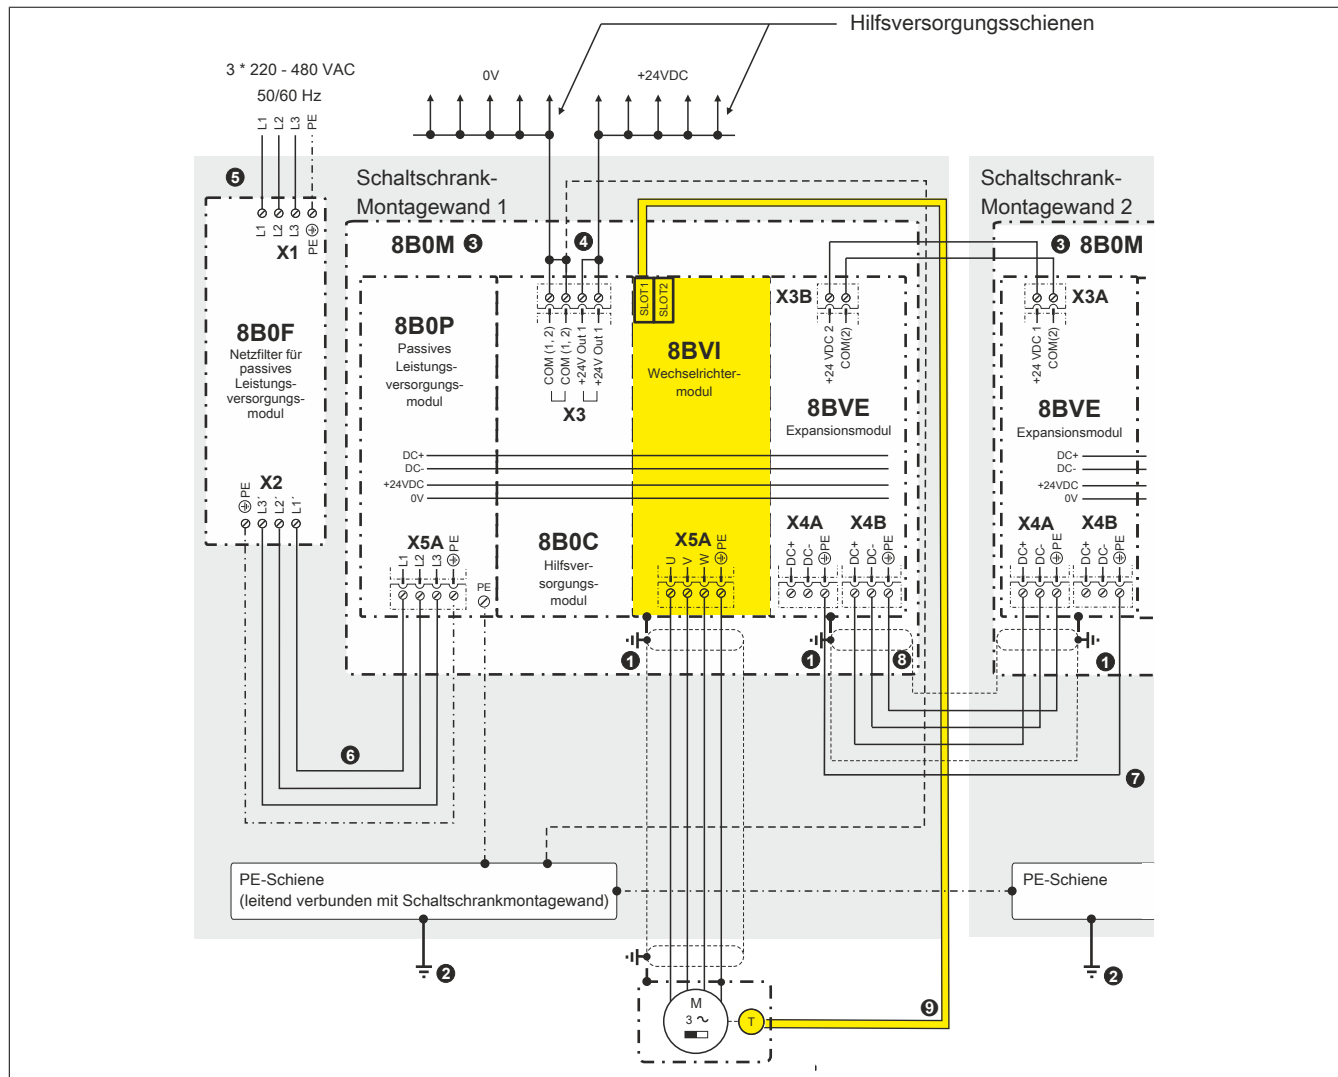 Hilfsversorgungsschienen
3 * 220 - 480 VAC
50/60 Hz
0V
+24VDC
L1
L2
L3
PE
5
Schaltschrank-
Montagewand 1
Schaltschrank-
Montagewand 2
L1
L2
L3
PE
X1
8B0M 3
4
3 8B0M
8B0F
Netzfilter für
passives
Leistungs-
versorgungs-
modul
8B0P
Passives
Leistungs-
versorgungs-
modul
COM (1, 2)
COM (1, 2)
+24V Out 1
+24V Out 1
X3
SLOT1
SLOT2
8BVI
Wechselrichter-
modul
X3B
+24 VDC 2
COM(2)
8BVE
Expansionsmodul
X3A
+24 VDC 1
COM(2)
8BVE
Expansionsmodul
DC+
DC-
+24VDC
0V
DC+
DC-
+24VDC
0V
X2
PE
L3´
L2´
L1´
X5A
L1
L2
L3
PE
PE
8B0C
Hilfsver-
sorgungs-
modul
X5A
U
V
W
PE
X4A
DC+
DC-
PE
X4B
DC+
DC-
PE
X4A
DC+
DC-
PE
X4B
DC+
DC-
PE
1
1
8
1
6
7
PE-Schiene
(leitend verbunden mit Schaltschrankmontagewand)
PE-Schiene
2
2
M
3
T
9